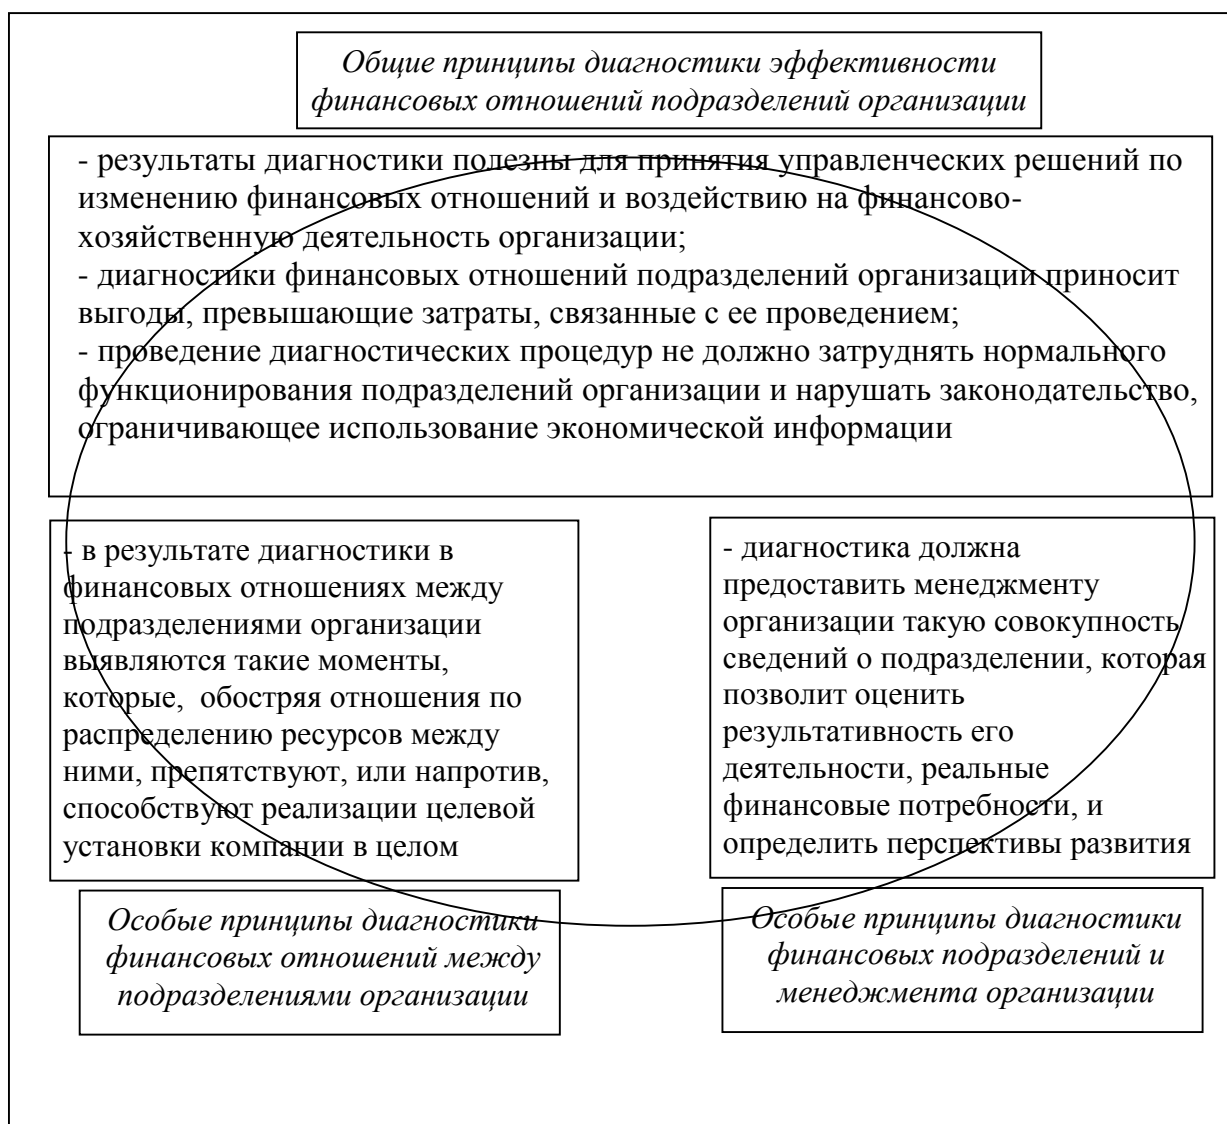 Общие принципы диагностики эффективности
финансовых отношений подразделений организации
- результаты диагностики полезны для принятия управленческих решений по
изменению финансовых отношений и воздействию на финансово-
хозяйственную деятельность организации;
- диагностики финансовых отношений подразделений организации приносит
выгоды, превышающие затраты, связанные с ее проведением;
- проведение диагностических процедур не должно затруднять нормального
функционирования подразделений организации и нарушать законодательство,
ограничивающее использование экономической информации
- в результате диагностики в
финансовых отношениях между
подразделениями организации
выявляются такие моменты,
которые, обостряя отношения по
распределению ресурсов между
ними, препятствуют, или напротив,
способствуют реализации целевой
установки компании в целом
- диагностика должна
предоставить менеджменту
организации такую совокупность
сведений о подразделении, которая
позволит оценить
результативность его
деятельности, реальные
финансовые потребности, и
определить перспективы развития
Особые принципы диагностики
финансовых отношений между
подразделениями организации
Особые принципы диагностики
финансовых подразделений и
менеджмента организации